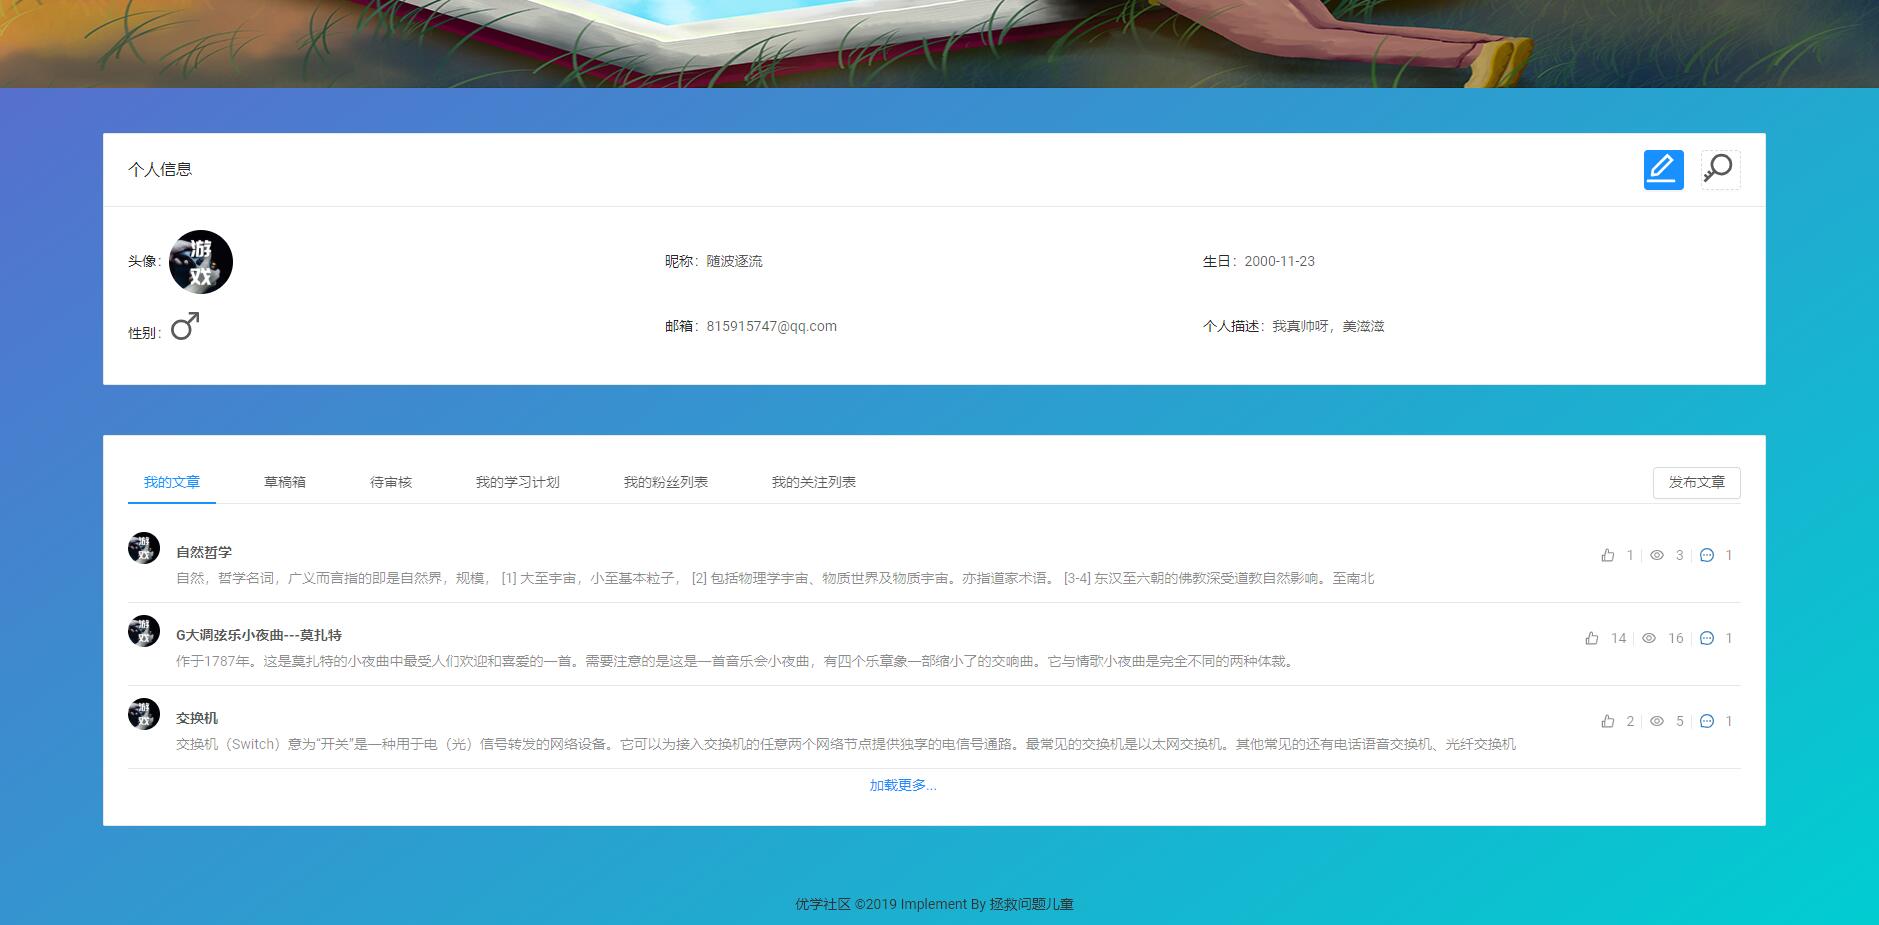 个人信息
头像： 游戏 昵称：随波逐流 生日：2000-11-23
性别： 邮箱：815915747@qq.com 个人描述：我真帅呀，美滋滋
我的文章 草稿箱 待审核 我的学习计划 我的粉丝列表 我的关注列表 发布文章
游戏 自然哲学 1 3 1
自然，哲学名词，广义而言指的即是自然界，规模， [1] 大至宇宙，小至基本粒子， [2] 包括物理学宇宙、物质世界及物质宇宙。亦指道家术语。 [3-4] 东汉至六朝的佛教深受道教自然影响。至南北
游戏 G大调弦乐小夜曲---莫扎特 14 16 1
作于1787年。这是莫扎特的小夜曲中最受人们欢迎和喜爱的一首。需要注意的是这是一首音乐会小夜曲，有四个乐章象一部缩小了的交响曲。它与情歌小夜曲是完全不同的两种体裁。
游戏 交换机 2 5 1
交换机（Switch）意为“开关”是一种用于电（光）信号转发的网络设备。它可以为接入交换机的任意两个网络节点提供独享的电信号通路。最常见的交换机是以太网交换机。其他常见的还有电话语音交换机、光纤交换机
加载更多...
优学社区 ©2019 Implement By 拯救问题儿童